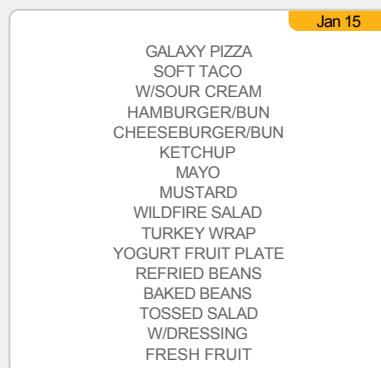 Jan 15
GALAXY PIZZA
SOFT TACO
W/SOUR CREAM
HAMBURGER/BUN
CHEESEBURGER/BUN
KETCHUP
MAYO
MUSTARD
WILDFIRE SALAD
TURKEY WRAP
YOGURT FRUIT PLATE
REFRIED BEANS
BAKED BEANS
TOSSED SALAD
W/DRESSING
FRESH FRUIT